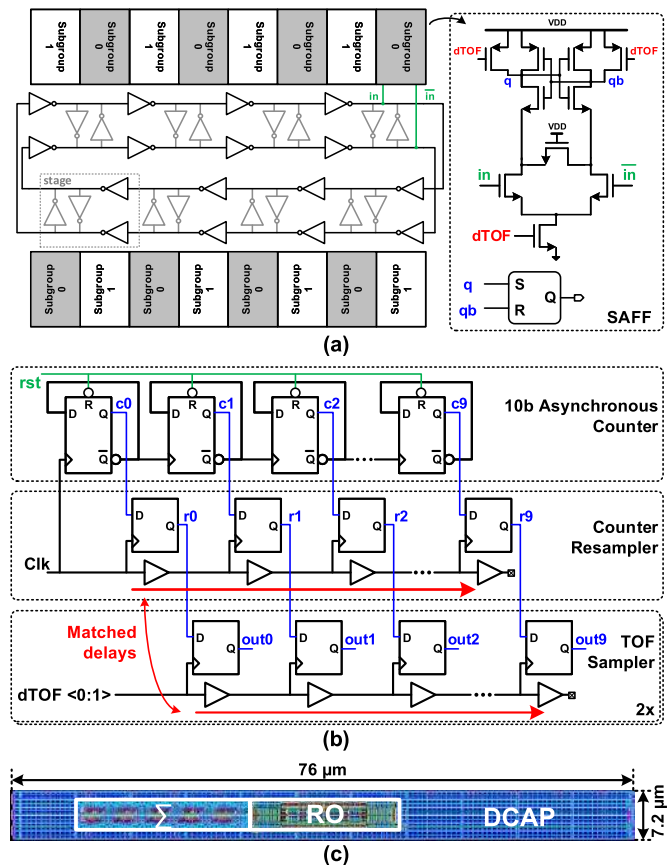 Subgroup 1
Subgroup 0
Subgroup 1
Subgroup 0
Subgroup 1
Subgroup 0
Subgroup 1
Subgroup 0
in
in
stage
Subgroup 0
Subgroup 1
Subgroup 0
Subgroup 1
Subgroup 0
Subgroup 1
Subgroup 0
Subgroup 1
VDD
dTOF
dTOF
q
qb
VDD
in
in
dTOF
q
S
Q
qb
R
SAFF
(a)
rst
c0
c1
c2
c9
R
R
R
R
D
Q
D
Q
D
Q
D
Q
Q
Q
Q
Q
10b Asynchronous
Counter
D
Q
r0
D
Q
r1
D
Q
r2
D
Q
r9
Counter
Resampler
Clk
Matched
delays
D
Q
out0
D
Q
out1
D
Q
out2
D
Q
out9
TOF
Sampler
dTOF <0:1>
2x
(b)
76 µm
∑
RO
DCAP
7.2 µm
(c)